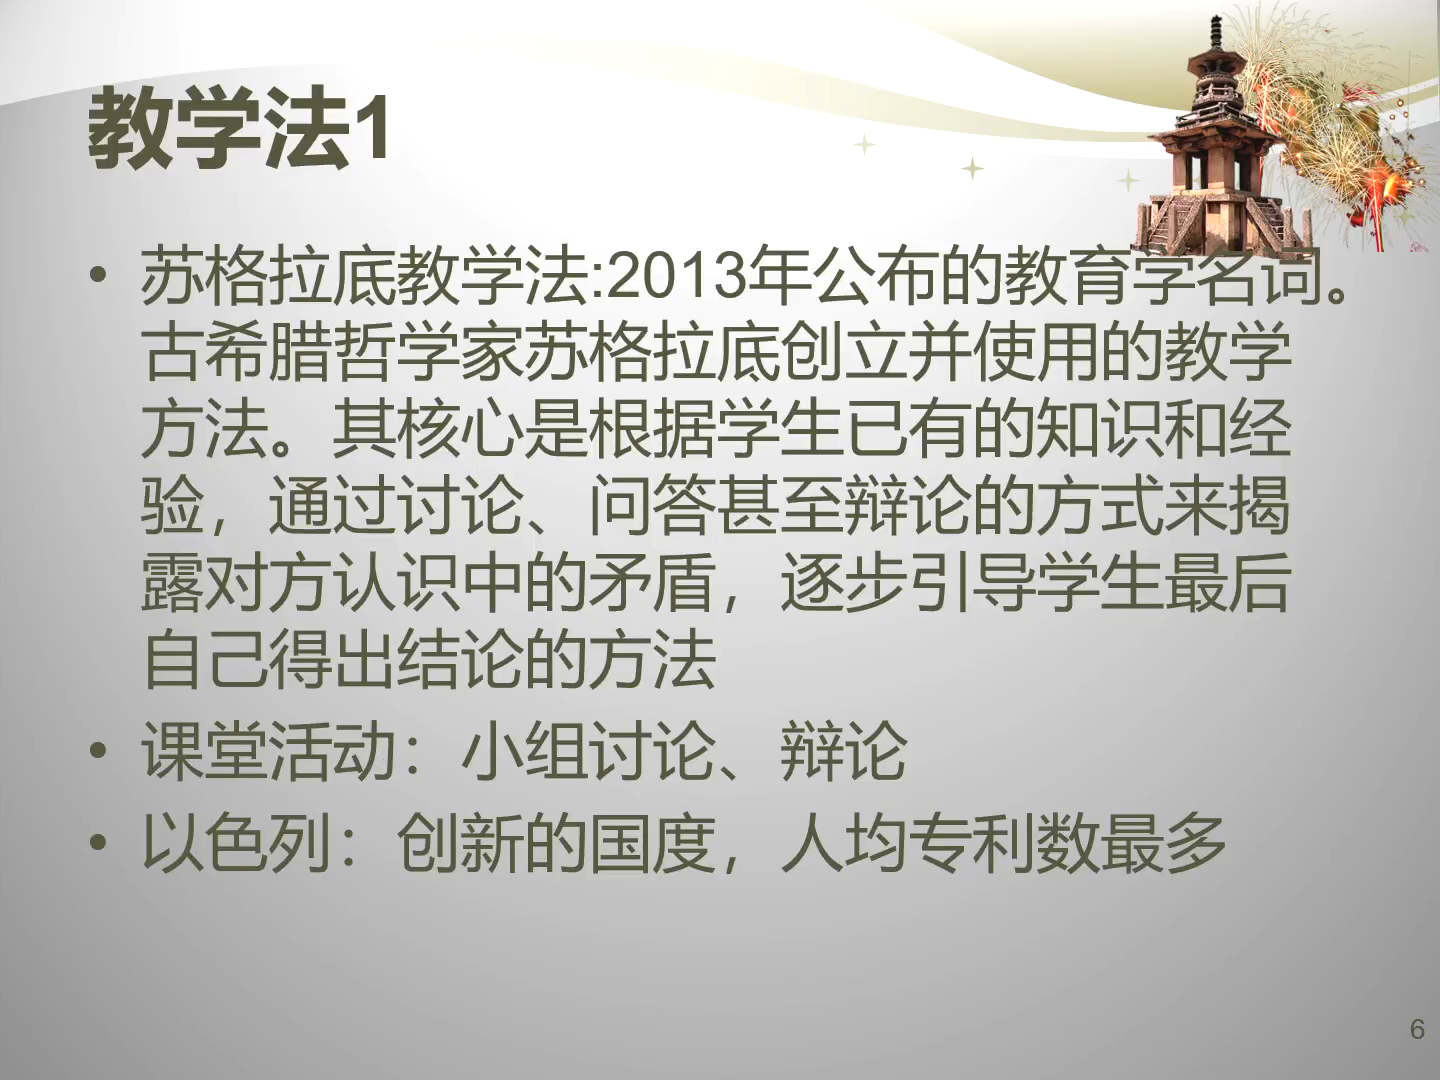 教学法1
• 苏格拉底教学法:2013年公布的教育学名词。
古希腊哲学家苏格拉底创立并使用的教学
方法。其核心是根据学生已有的知识和经
验，通过讨论、问答甚至辩论的方式来揭
露对方认识中的矛盾，逐步引导学生最后
自己得出结论的方法
• 课堂活动：小组讨论、辩论
• 以色列：创新的国度，人均专利数最多
6